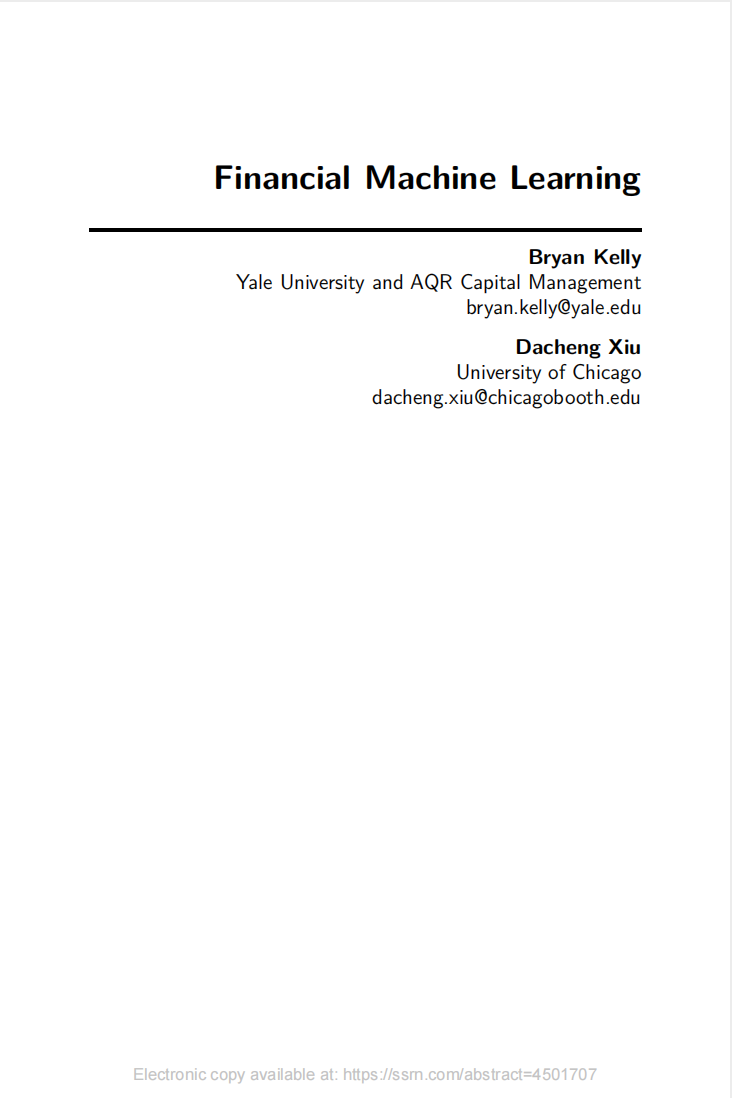 Financial Machine Learning
Bryan Kelly
Yale University and AQR Capital Management
bryan.kelly@yale.edu
Dacheng Xiu
University of Chicago
dacheng.xiu@chicagobooth.edu
Electronic copy available at: https://ssrn.com/abstract=4501707